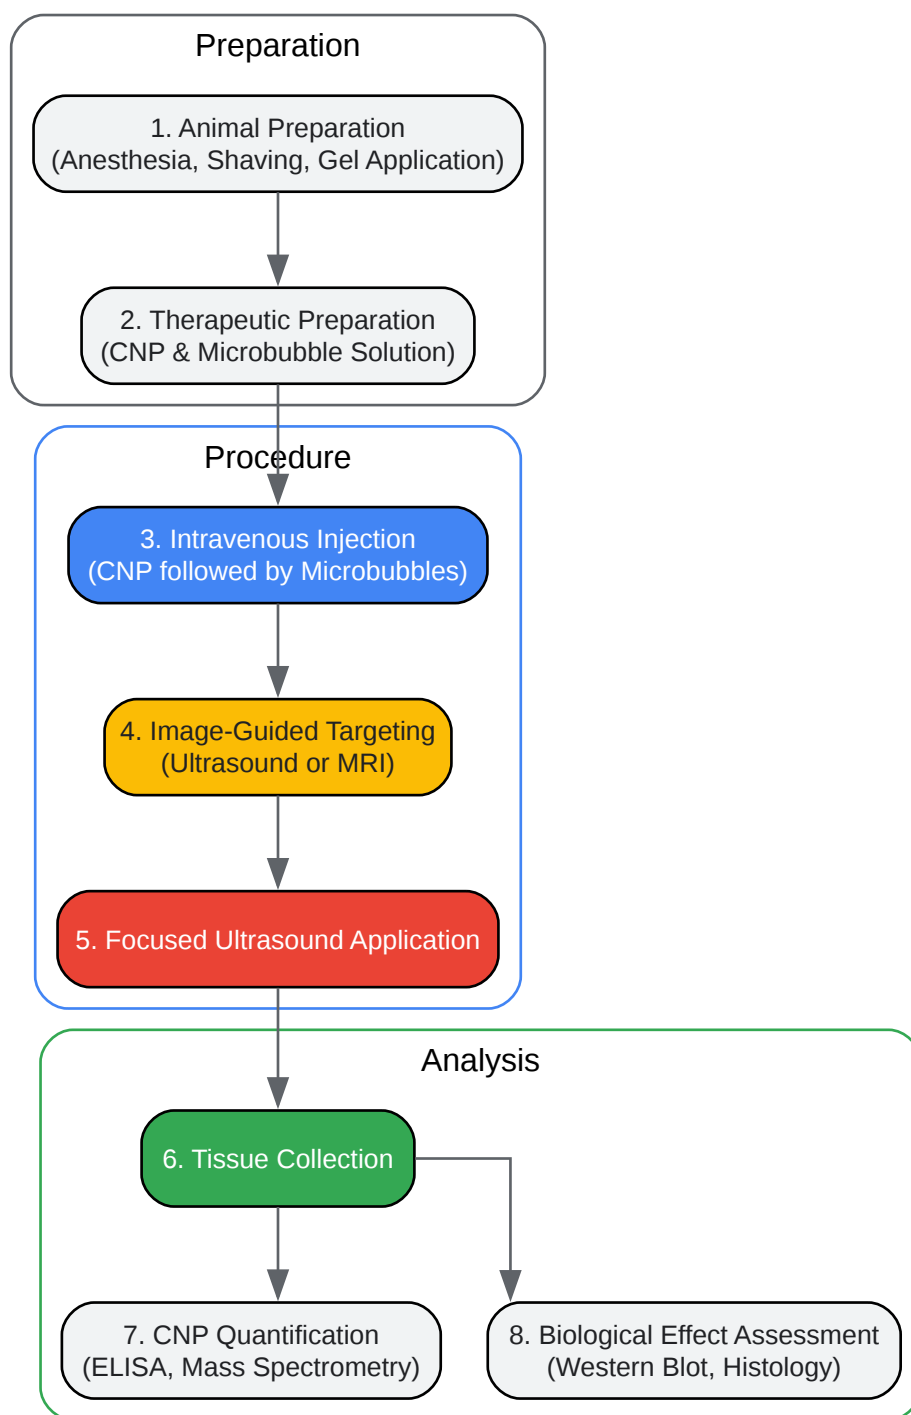 Preparation
1. Animal Preparation
(Anesthesia, Shaving, Gel Application)
2. Therapeutic Preparation
(CNP & Microbubble Solution)
Procedure
3. Intravenous Injection
(CNP followed by Microbubbles)
4. Image-Guided Targeting
(Ultrasound or MRI)
5. Focused Ultrasound Application
Analysis
6. Tissue Collection
7. CNP Quantification
(ELISA, Mass Spectrometry)
8. Biological Effect Assessment
(Western Blot, Histology)